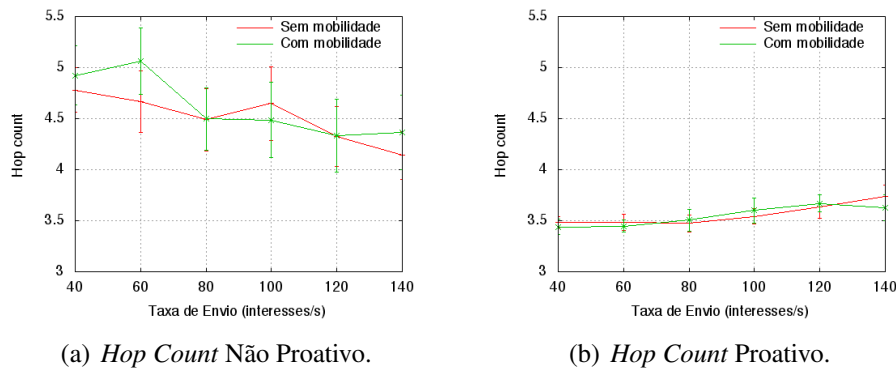 5.5
5
4.5
4
3.5
3
Hop count
40
60
80
100
120
140
Taxa de Envio (interesses/s)
Sem mobilidade
Com mobilidade
(a) Hop Count Não Proativo.
5.5
5
4.5
4
3.5
3
Hop count
40
60
80
100
120
140
Taxa de Envio (interesses/s)
Sem mobilidade
Com mobilidade
(b) Hop Count Proativo.